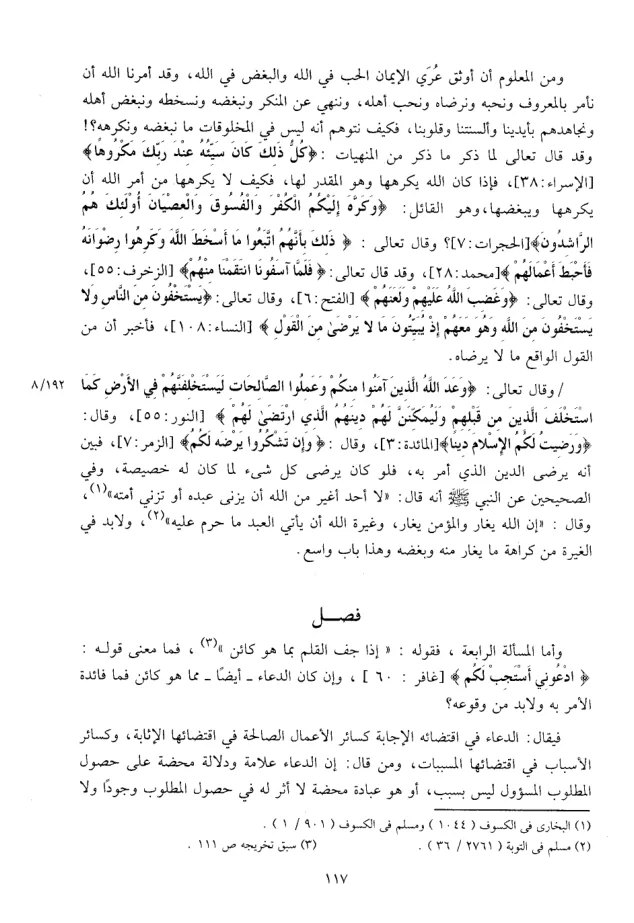 ومن المعلوم أن أوثق عُرَي الإيمان الحب في الله والبغض في الله، وقد أمرنا الله أن
نأمر بالمعروف ونحبه ونرضاه ونحب أهله، وننهي عن المنكر ونبغضه ونسخطه ونبغض أهله
ونجاهدهم بأيدينا وألسنتنا وقلوبنا، فكيف نتوهم أنه ليس في المخلوقات ما نبغضه ونكرهه؟!
وقد قال تعالى لما ذكر ما ذكر من المنهيات : ﴿كُلُّ ذَلِكَ كَانَ سَيِّئُهُ عِندَ رَبِّكَ مَكْرُوهًا﴾
[الإسراء:٣٨]، فإذا كان الله يكرهها وهو المقدر لها، فكيف لا يكرهها من أمر الله أن
يكرهها ويبغضها،وهو القائل: ﴿وَكَرَّهَ إِلَيْكُمُ الْكُفْرَ وَالْفُسُوقَ وَالْعِصْيَانَ أُوْلَئِكَ هُمُ
الرَّاشِدُونَ﴾[الحجرات:٧]؟ وقال تعالى : ﴿ ذَلِكَ بِأَنَّهُمُ اتَّبَعُوا مَا أَسْخَطَ اللَّهَ وَكَرِهُوا رِضْوَانَهُ
فَأَحْبَطَ أَعْمَالَهُمْ ﴾[محمد:٢٨]، وقد قال تعالى: ﴿ فَلَمَّا آسَفُونَا انتَقَمْنَا مِنْهُمْ﴾ [الزخرف:٥٥]،
وقال تعالى: ﴿وَغَضِبَ اللَّهُ عَلَيْهِمْ وَلَعَنَهُمْ ﴾ [الفتح:٦]، وقال تعالى: ﴿يَسْتَخْفُونَ مِنَ النَّاسِ وَلا
يَسْتَخْفُونَ مِنَ اللَّهِ وَهُوَ مَعَهُمْ إِذْ يُبَيِّتُونَ مَا لا يَرْضَىٰ مِنَ الْقَوْلِ ﴾ [النساء:١٠٨]، فأخبر أن من
القول الواقع ما لا يرضاه.
٨/١٩٢ / وقال تعالى: ﴿وَعَدَ اللَّهُ الَّذِينَ آمَنُوا مِنكُمْ وَعَمِلُوا الصَّالِحَاتِ لَيَسْتَخْلِفَنَّهُمْ فِي الأَرْضِ كَمَا
اسْتَخْلَفَ الَّذِينَ مِن قَبْلِهِمْ وَلَيُمَكِّنَنَّ لَهُمْ دِينَهُمُ الَّذِي ارْتَضَىٰ لَهُمْ ﴾ [النور:٥٥]، وقال:
﴿وَرَضِيتُ لَكُمُ الإِسْلامَ دِينًا﴾[المائدة:٣]، وقال : ﴿ وَإِن تَشْكُرُوا يَرْضَهُ لَكُمْ﴾ [الزمر:٧]، فبين
أنه يرضى الدين الذي أمر به، فلو كان يرضى كل شيء لما كان له خصيصة، وفي
الصحيحين عن النبي ﷺ أنه قال: «لا أحد أغير من الله أن يزنى عبده أو تزني أمته»(١)،
وقال : «إن الله يغار والمؤمن يغار، وغيرة الله أن يأتي العبد ما حرم عليه»(٢)، ولابد في
الغيرة من كراهة ما يغار منه وبغضه وهذا باب واسع.
فصل
وأما المسألة الرابعة ، فقوله : « إذا جف القلم بما هو كائن »(٣)، فما معنى قوله :
﴿ ادْعُونِي أَسْتَجِبْ لَكُم ﴾ [غافر : ٦٠ ] ، وإن كان الدعاء ـ أيضًا ـ مما هو كائن فما فائدة
الأمر به ولابد من وقوعه؟
فيقال: الدعاء في اقتضائه الإجابة كسائر الأعمال الصالحة في اقتضائها الإثابة، وكسائر
الأسباب في اقتضائها المسببات، ومن قال: إن الدعاء علامة ودلالة محضة على حصول
المطلوب المسؤول ليس بسبب، أو هو عبادة محضة لا أثر له في حصول المطلوب وجودًا ولا
(١) البخارى فى الكسوف ( ١٠٤٤ ) ومسلم فى الكسوف ( ٩٠١ / ١ ) .
(٢) مسلم فى التوبة ( ٢٧٦١ / ٣٦ ) . (٣) سبق تخريجه ص ١١١ .
١١٧